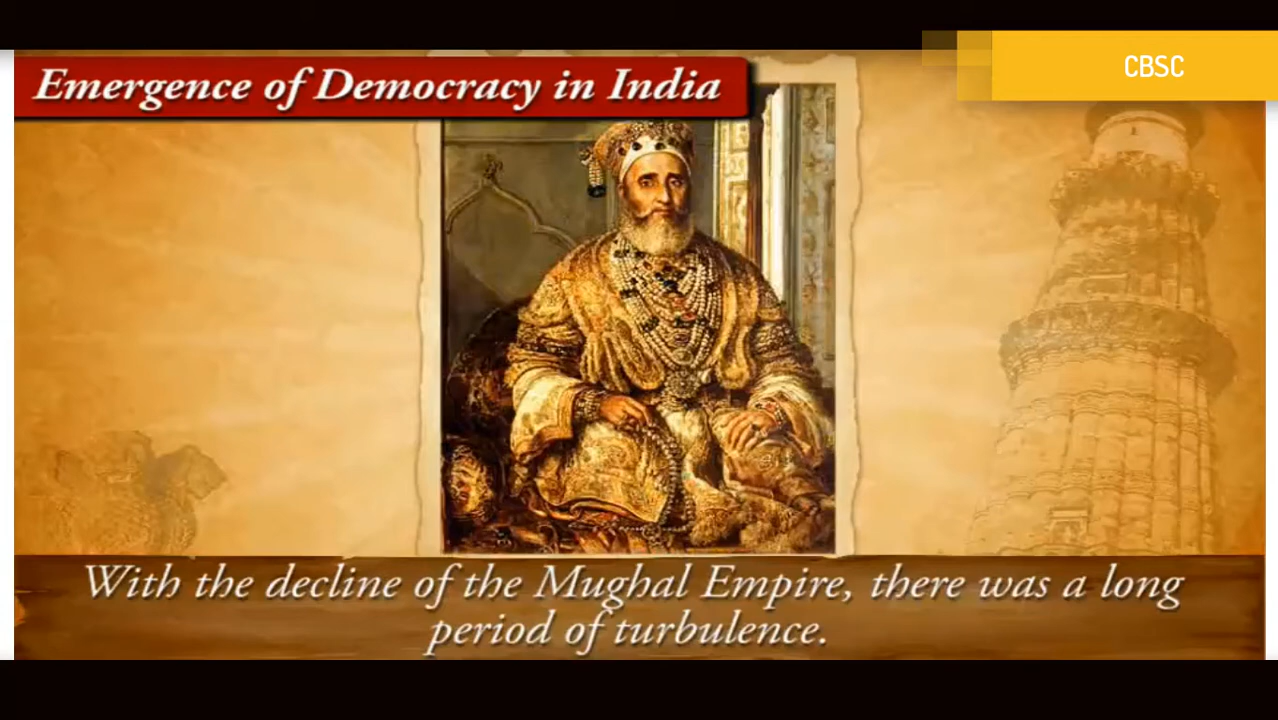 Emergence of Democracy in India
CBSC
With the decline of the Mughal Empire, there was a long
period of turbulence.